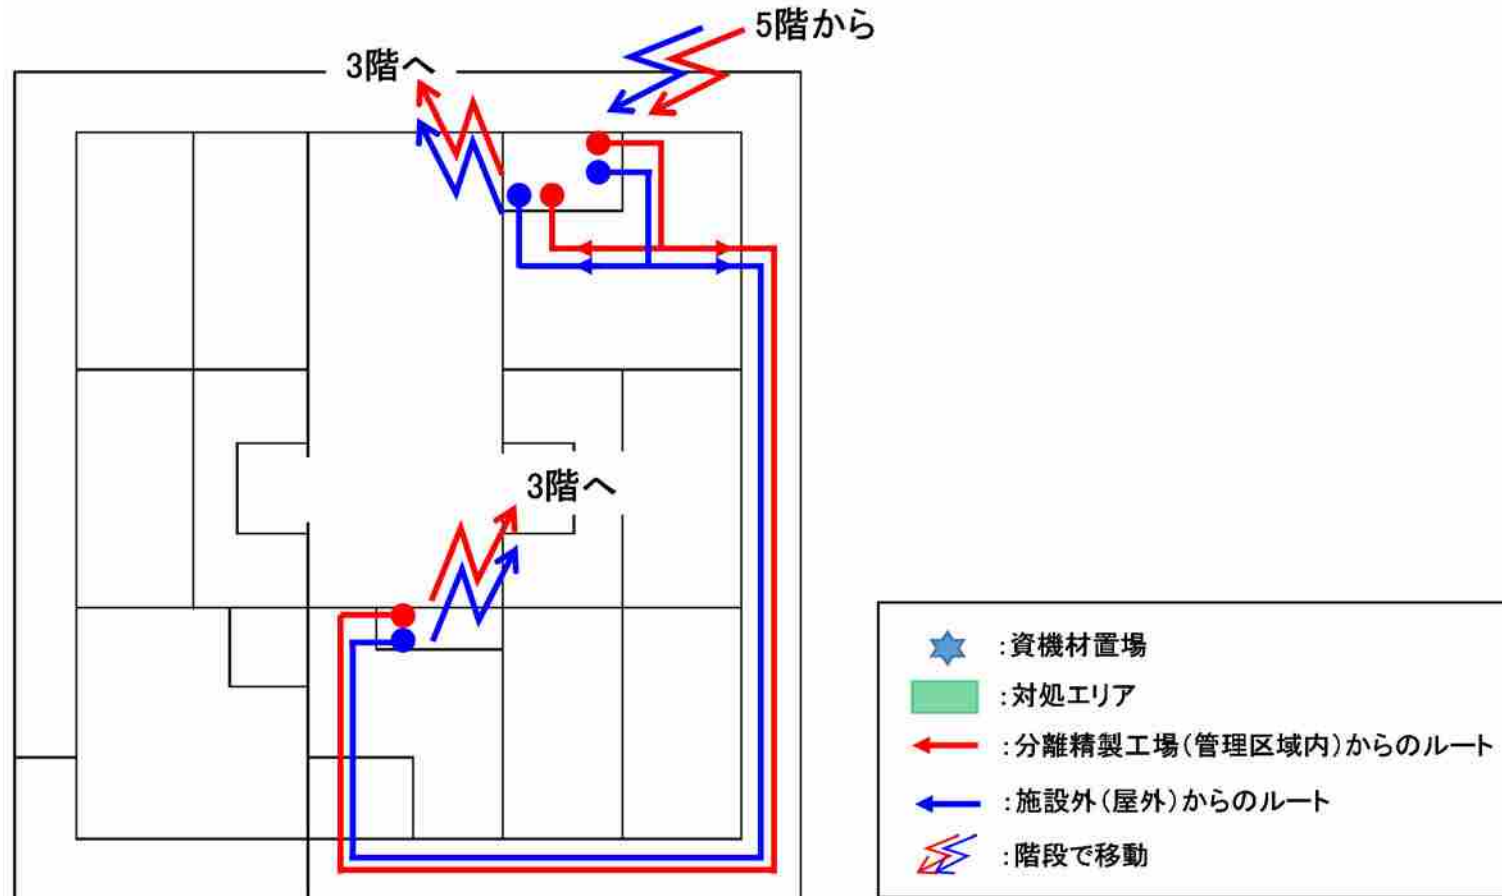 5階から
3階へ
3階へ
:資機材置場
:対処エリア
:分離精製工場(管理区域内)からのルート
:施設外(屋外)からのルート
:階段で移動